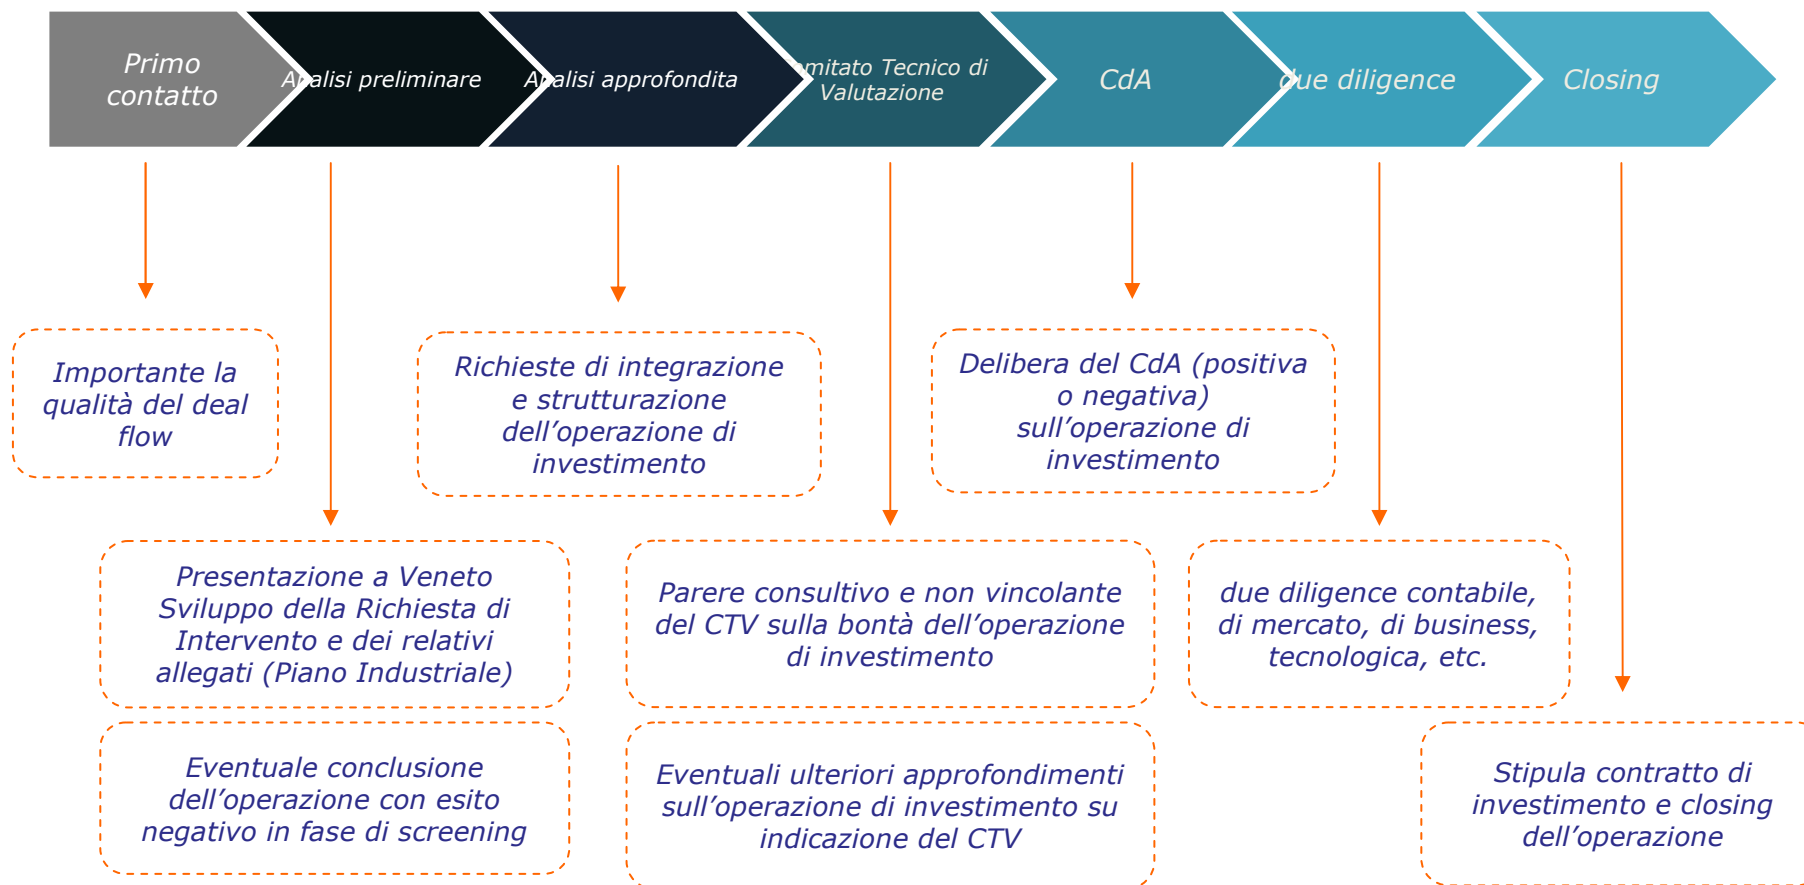 Primo
contatto
Analisi preliminare
Analisi approfondita
omitato Tecnico di
Valutazione
CdA
due diligence
Closing
Importante la
qualità del deal
flow
Richieste di integrazione
e strutturazione
dell’operazione di
investimento
Delibera del CdA (positiva
o negativa)
sull’operazione di
investimento
Presentazione a Veneto
Sviluppo della Richiesta di
Intervento e dei relativi
allegati (Piano Industriale)
Parere consultivo e non vincolante
del CTV sulla bontà dell’operazione
di investimento
due diligence contabile,
di mercato, di business,
tecnologica, etc.
Eventuale conclusione
dell’operazione con esito
negativo in fase di screening
Eventuali ulteriori approfondimenti
sull’operazione di investimento su
indicazione del CTV
Stipula contratto di
investimento e closing
dell’operazione